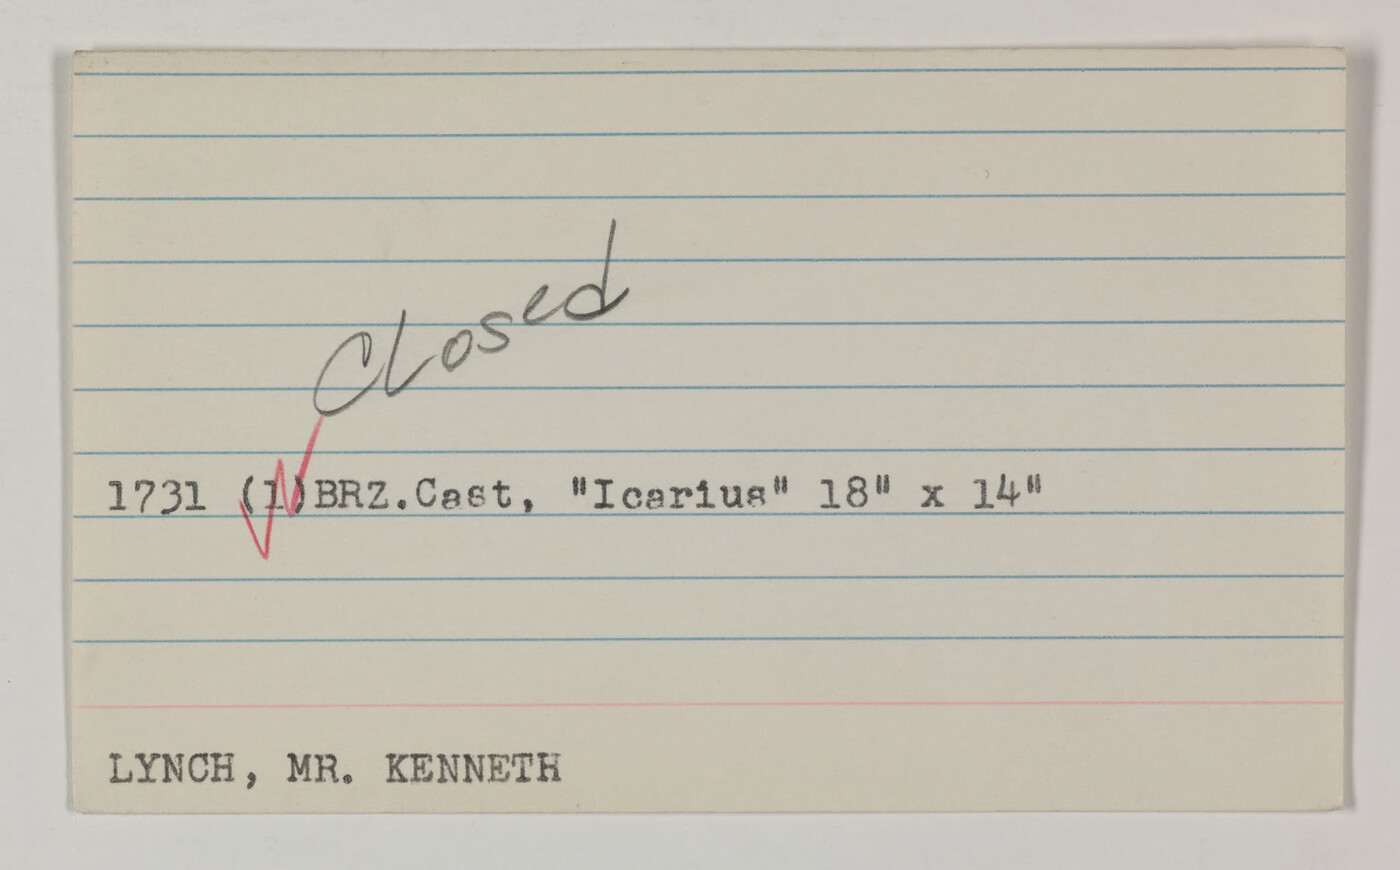 Closed
1731 (1)BRZ.Cast, "Icarius" 18" x 14"
LYNCH, MR. KENNETH